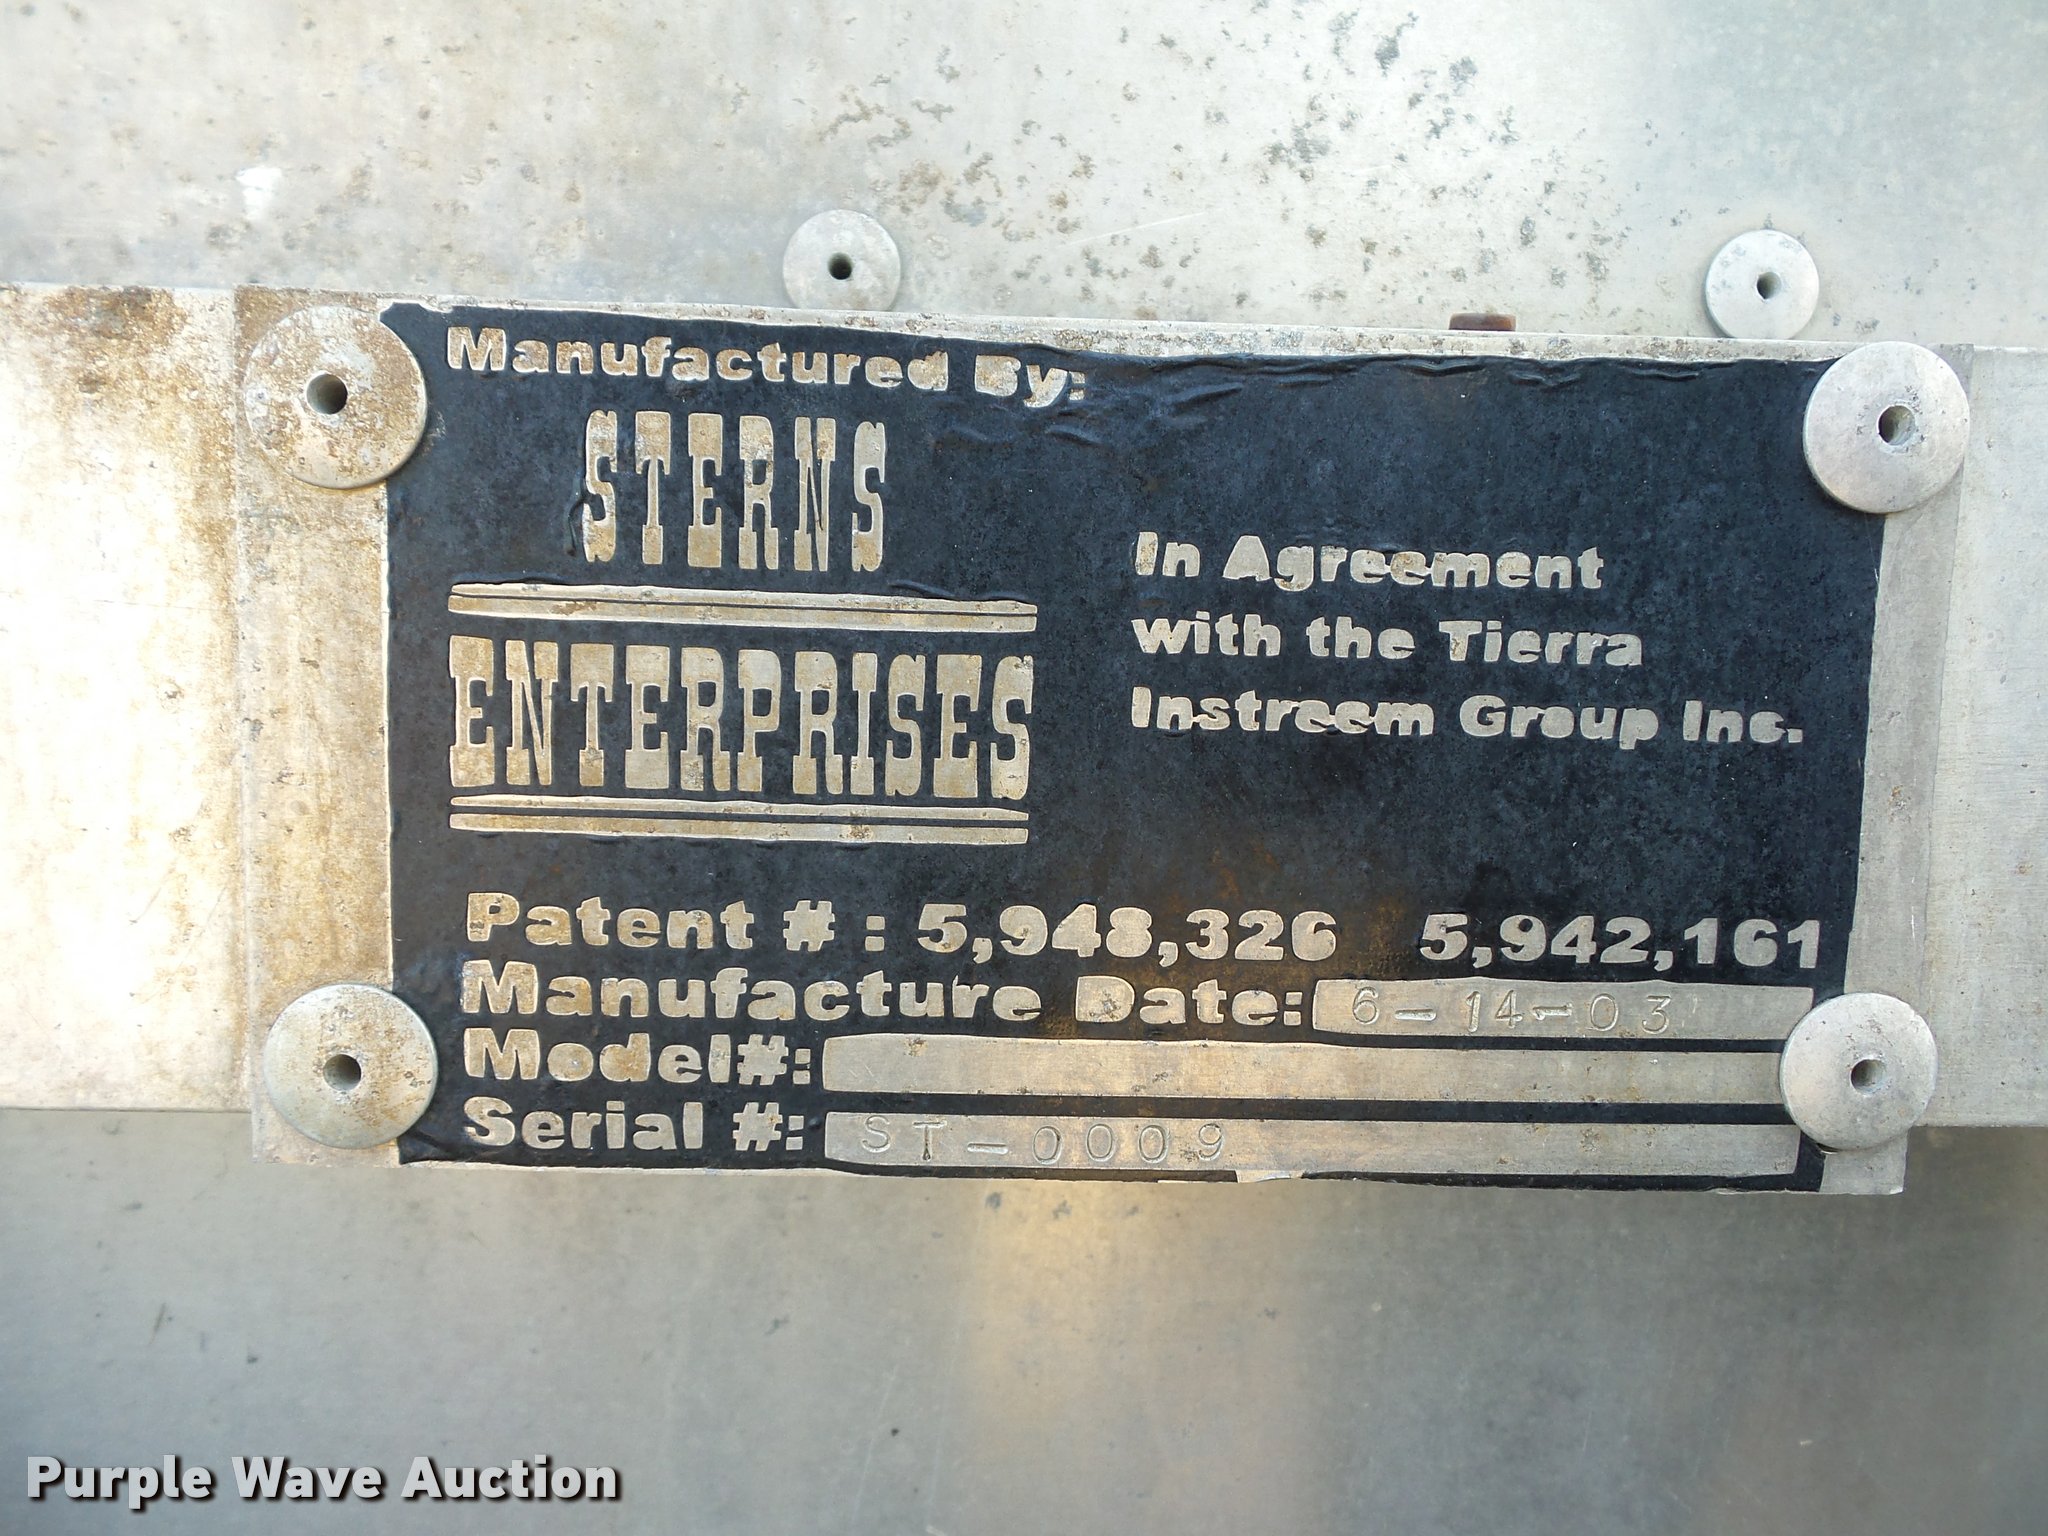 Manufactured By:
STERNS
ENTERPRISES
In Agreement
with the Tierra
Instreem Group Inc.
Patent # : 5,948,326 5,942,161
Manufacture Date: 6-14-03
Model#:
Serial #: ST-0009
Purple Wave Auction